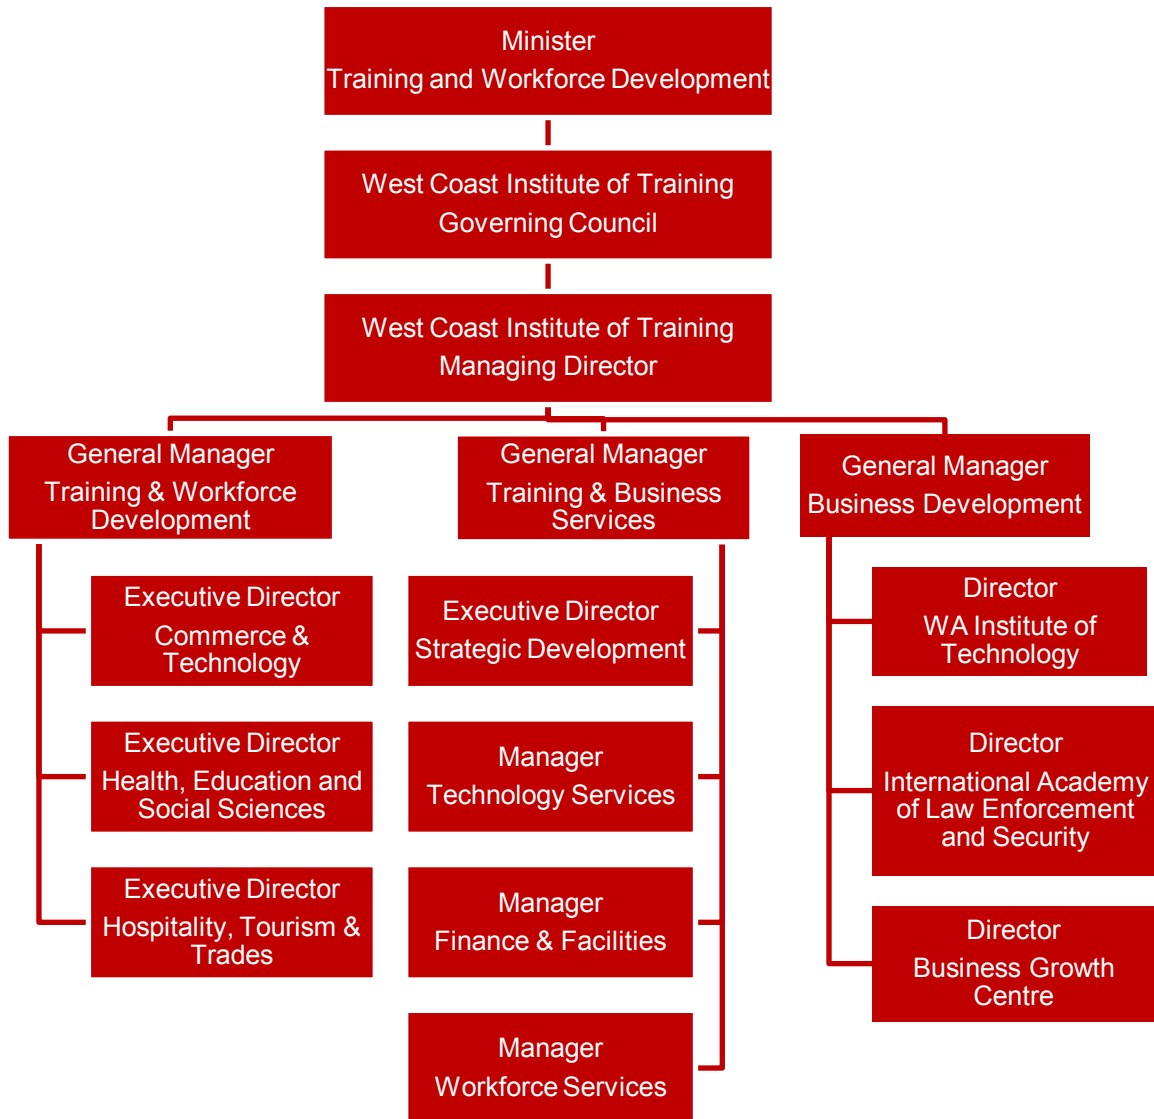 Minister
Training and Workforce Development
West Coast Institute of Training
Governing Council
West Coast Institute of Training
Managing Director
General Manager
Training & Workforce
Development
Executive Director
Commerce &
Technology
Executive Director
Health, Education and
Social Sciences
Executive Director
Hospitality, Tourism &
Trades
General Manager
Training & Business
Services
Executive Director
Strategic Development
Manager
Technology Services
Manager
Finance & Facilities
Manager
Workforce Services
General Manager
Business Development
Director
WA Institute of
Technology
Director
International Academy
of Law Enforcement
and Security
Director
Business Growth
Centre